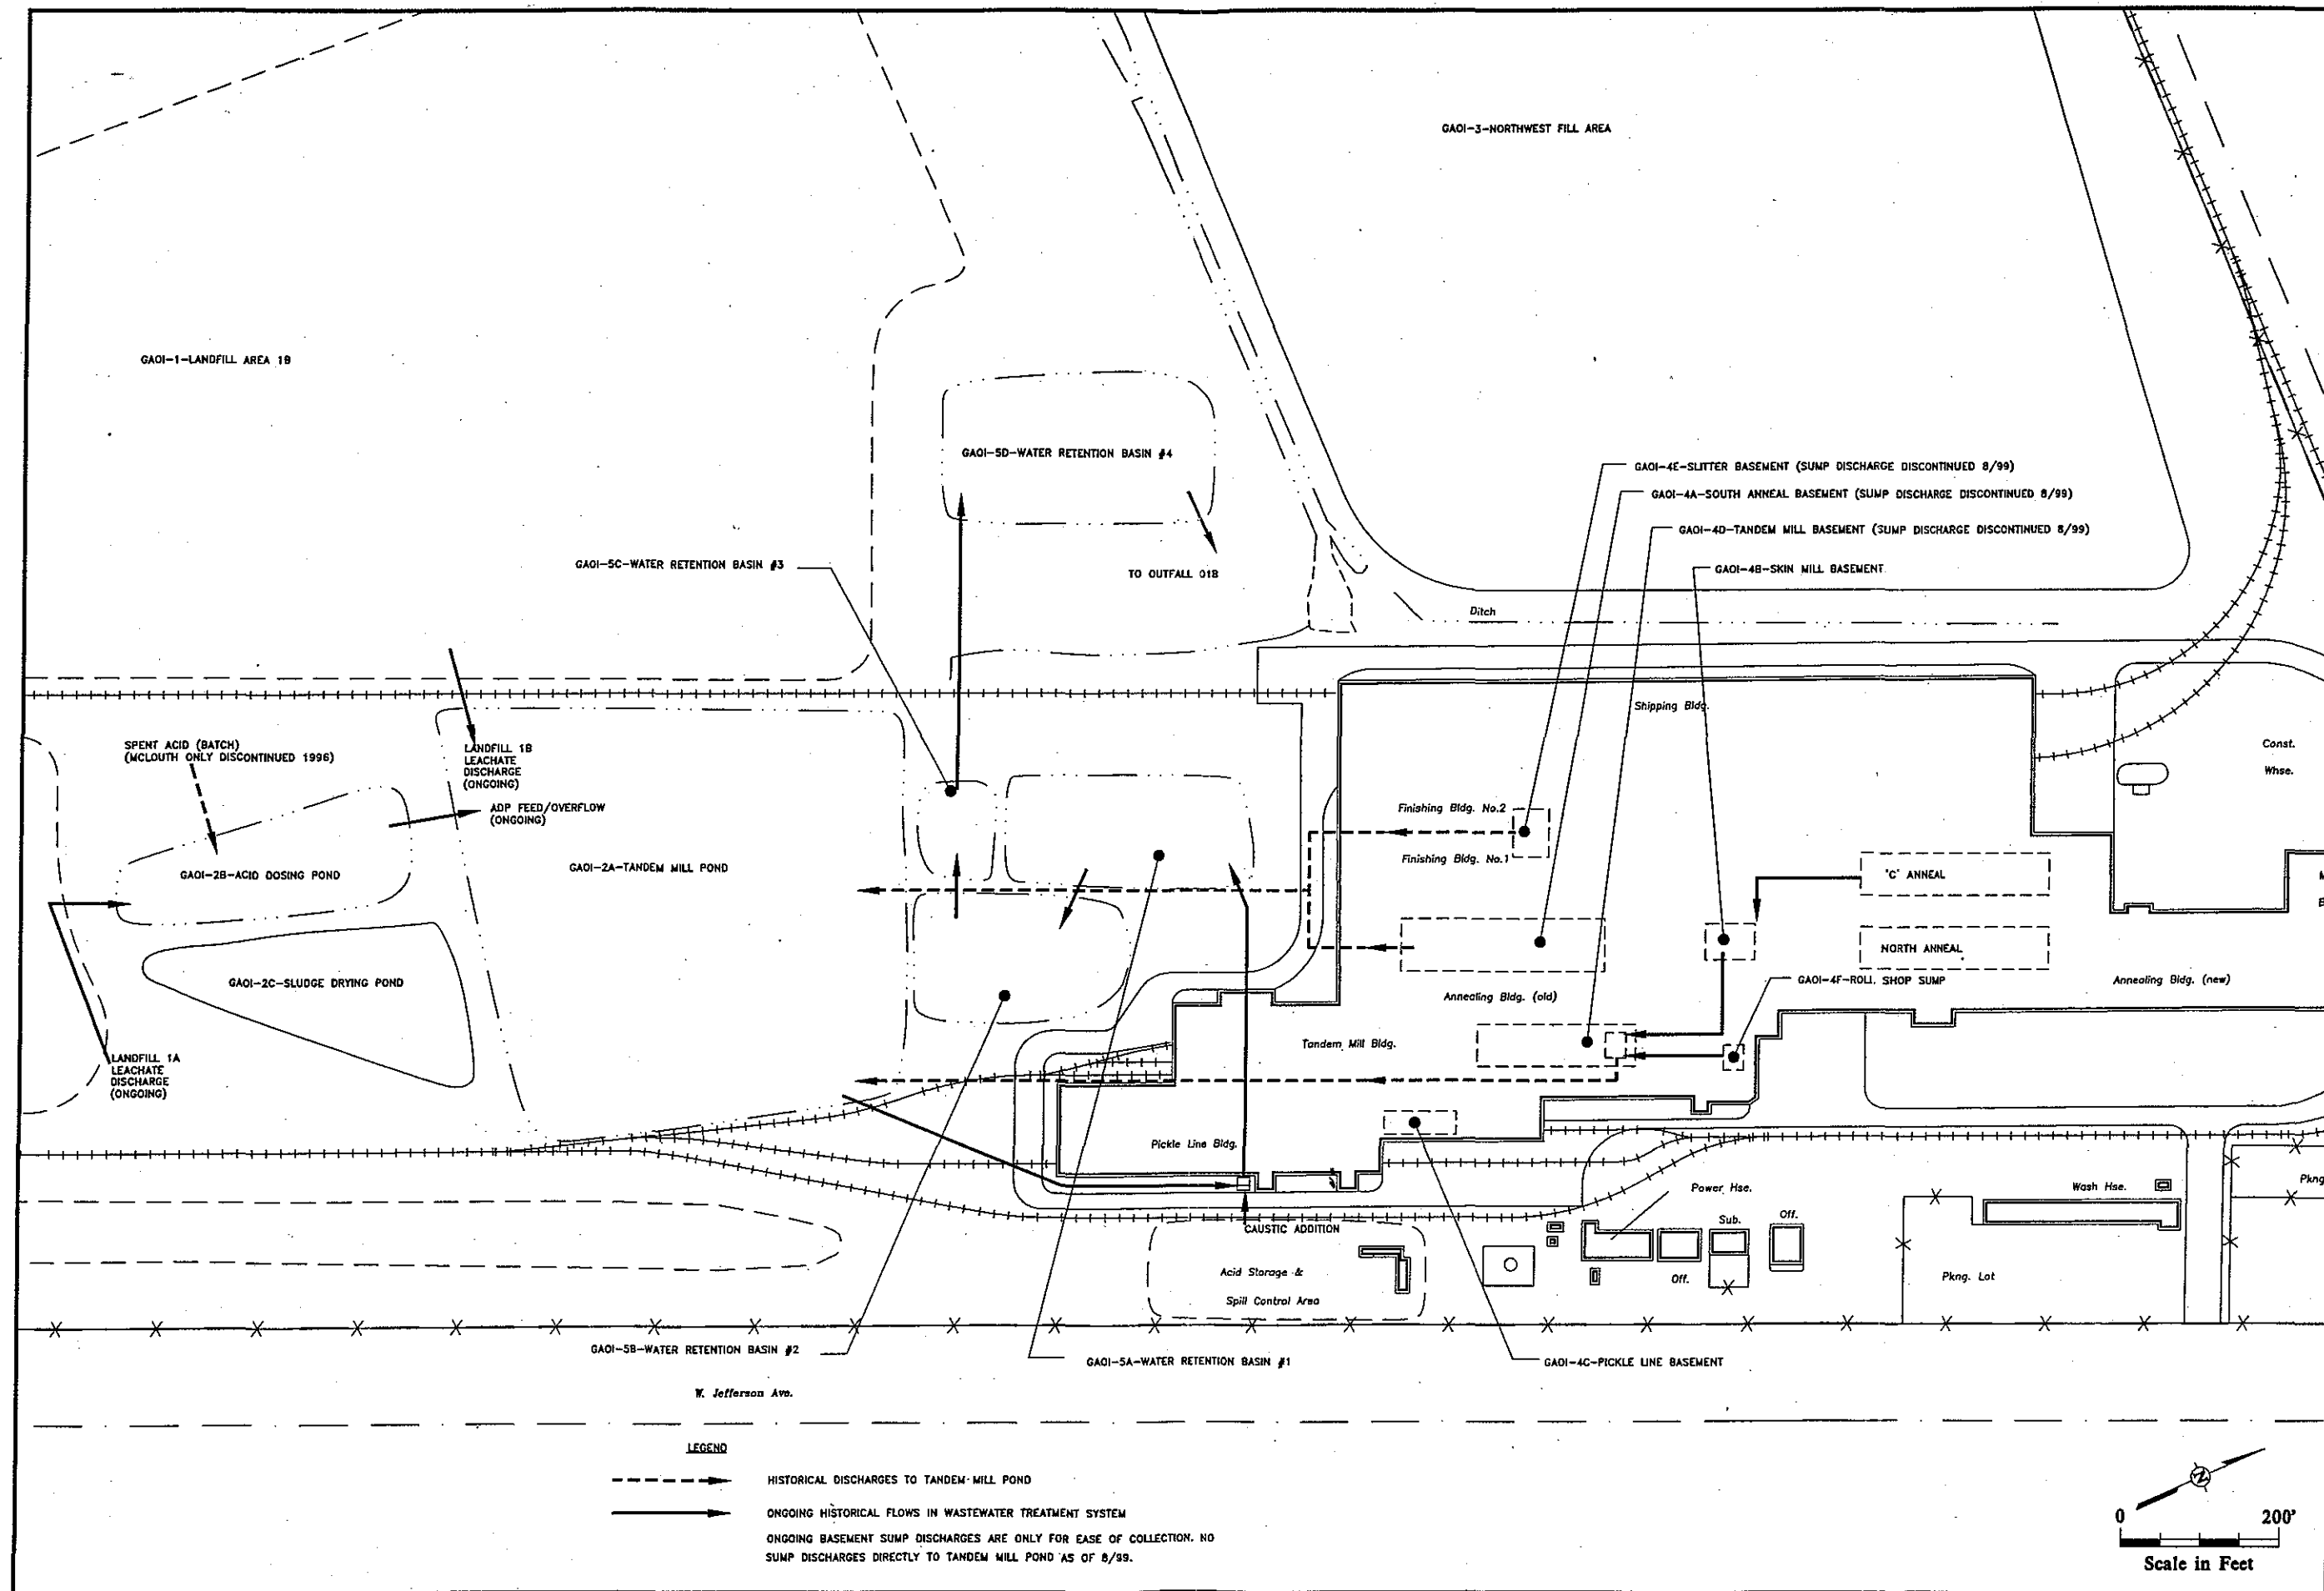 GAOI-3-NORTHWEST FILL AREA
GAOI-1-LANDFILL AREA 1B
GAOI-5D-WATER RETENTION BASIN #4
GAOI-4E-SLITTER BASEMENT (SUMP DISCHARGE DISCONTINUED 8/99)
GAOI-4A-SOUTH ANNEAL BASEMENT (SUMP DISCHARGE DISCONTINUED 8/99)
GAOI-4D-TANDEM MILL BASEMENT (SUMP DISCHARGE DISCONTINUED 8/99)
GAOI-5C-WATER RETENTION BASIN #3
TO OUTFALL 01B
GAOI-4B-SKIN MILL BASEMENT
Ditch
Shipping Bldg.
SPENT ACID (BATCH)
(MCLOUTH ONLY DISCONTINUED 1996)
LANDFILL 1B
LEACHATE
DISCHARGE
(ONGOING)
Const.
Whse.
ADP FEED/OVERFLOW
(ONGOING)
Finishing Bldg. No.2
Finishing Bldg. No.1
GAOI-2B-ACID DOSING POND
GAOI-2A-TANDEM MILL POND
'C' ANNEAL
NORTH ANNEAL
GAOI-2C-SLUDGE DRYING POND
GAOI-4F-ROLL SHOP SUMP
Annealing Bldg. (new)
Annealing Bldg. (old)
Tandem Mill Bldg.
LANDFILL 1A
LEACHATE
DISCHARGE
(ONGOING)
Pickle Line Bldg.
Power Hse.
Wash Hse.
Pkng
CAUSTIC ADDITION
Sub.
Off.
Acid Storage &
Spill Control Area
Off.
Pkng. Lot
GAOI-5B-WATER RETENTION BASIN #2
GAOI-5A-WATER RETENTION BASIN #1
GAOI-4C-PICKLE LINE BASEMENT
W. Jefferson Ave.
LEGEND
HISTORICAL DISCHARGES TO TANDEM MILL POND
ONGOING HISTORICAL FLOWS IN WASTEWATER TREATMENT SYSTEM
ONGOING BASEMENT SUMP DISCHARGES ARE ONLY FOR EASE OF COLLECTION. NO
SUMP DISCHARGES DIRECTLY TO TANDEM MILL POND AS OF 8/99.
N
0 200'
Scale in Feet